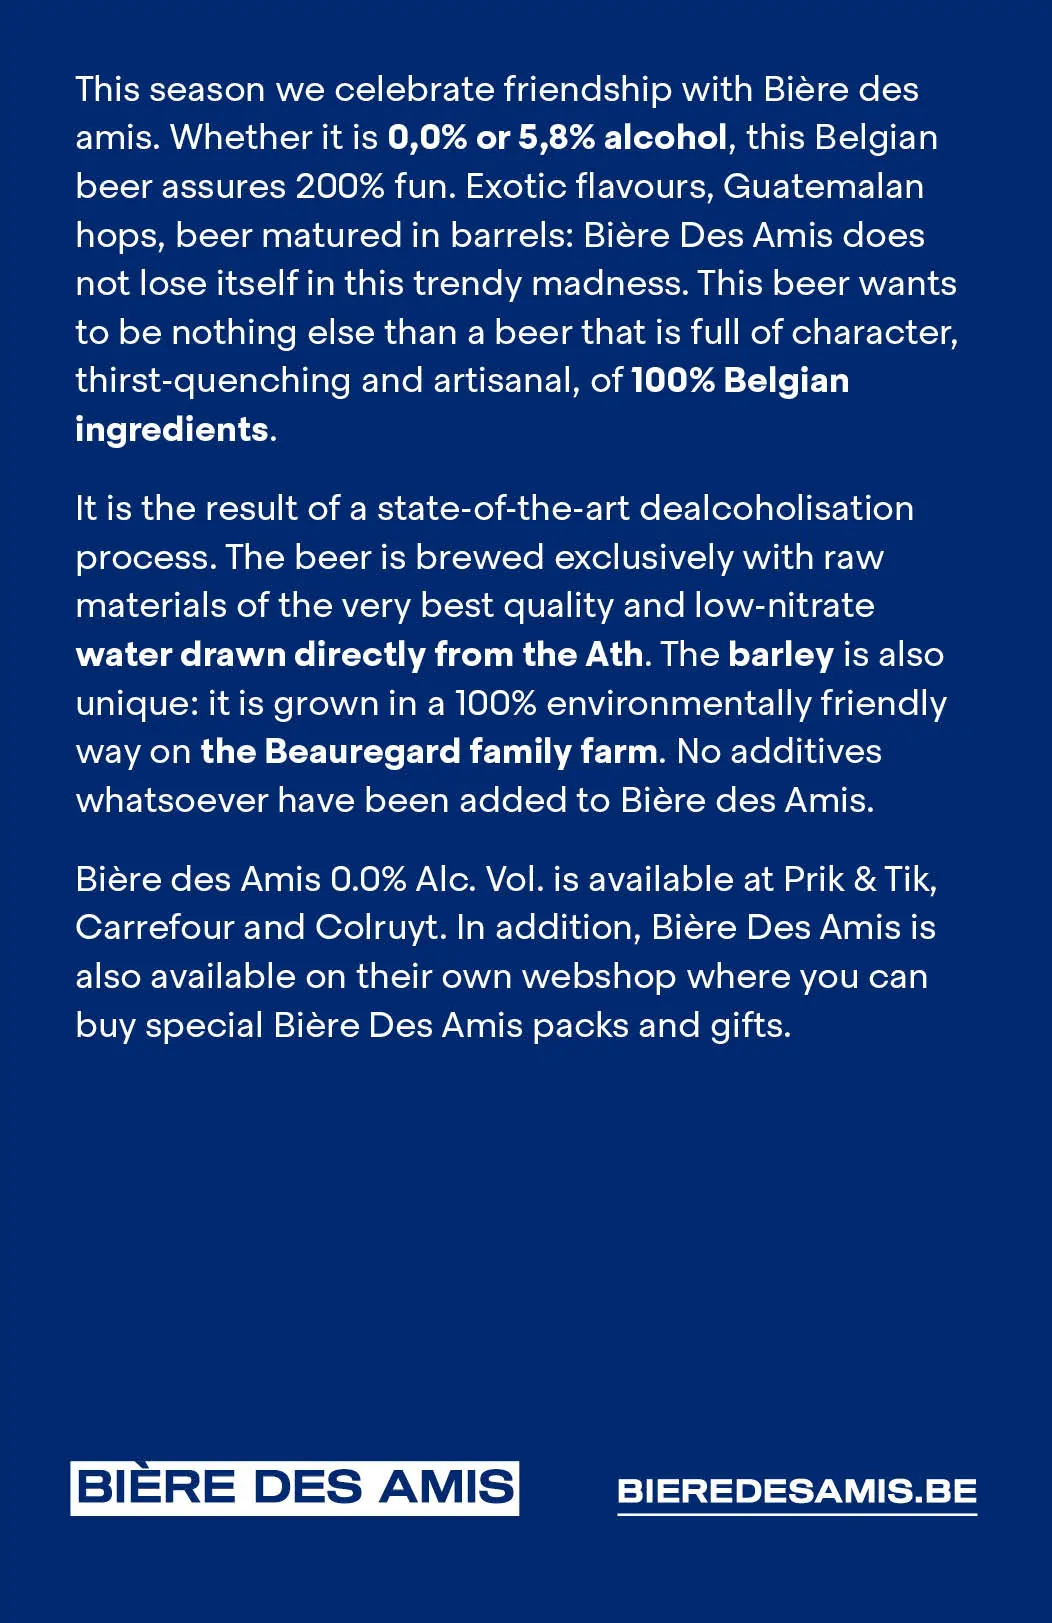 This season we celebrate friendship with Bière des
amis. Whether it is 0,0% or 5,8% alcohol, this Belgian
beer assures 200% fun. Exotic flavours, Guatemalan
hops, beer matured in barrels: Bière Des Amis does
not lose itself in this trendy madness. This beer wants
to be nothing else than a beer that is full of character,
thirst-quenching and artisanal, of 100% Belgian
ingredients.
It is the result of a state-of-the-art dealcoholisation
process. The beer is brewed exclusively with raw
materials of the very best quality and low-nitrate
water drawn directly from the Ath. The barley is also
unique: it is grown in a 100% environmentally friendly
way on the Beauregard family farm. No additives
whatsoever have been added to Bière des Amis.
Bière des Amis 0.0% Alc. Vol. is available at Prik & Tik,
Carrefour and Colruyt. In addition, Bière Des Amis is
also available on their own webshop where you can
buy special Bière Des Amis packs and gifts.
BIÈRE DES AMIS
BIEREDESAMIS.BE